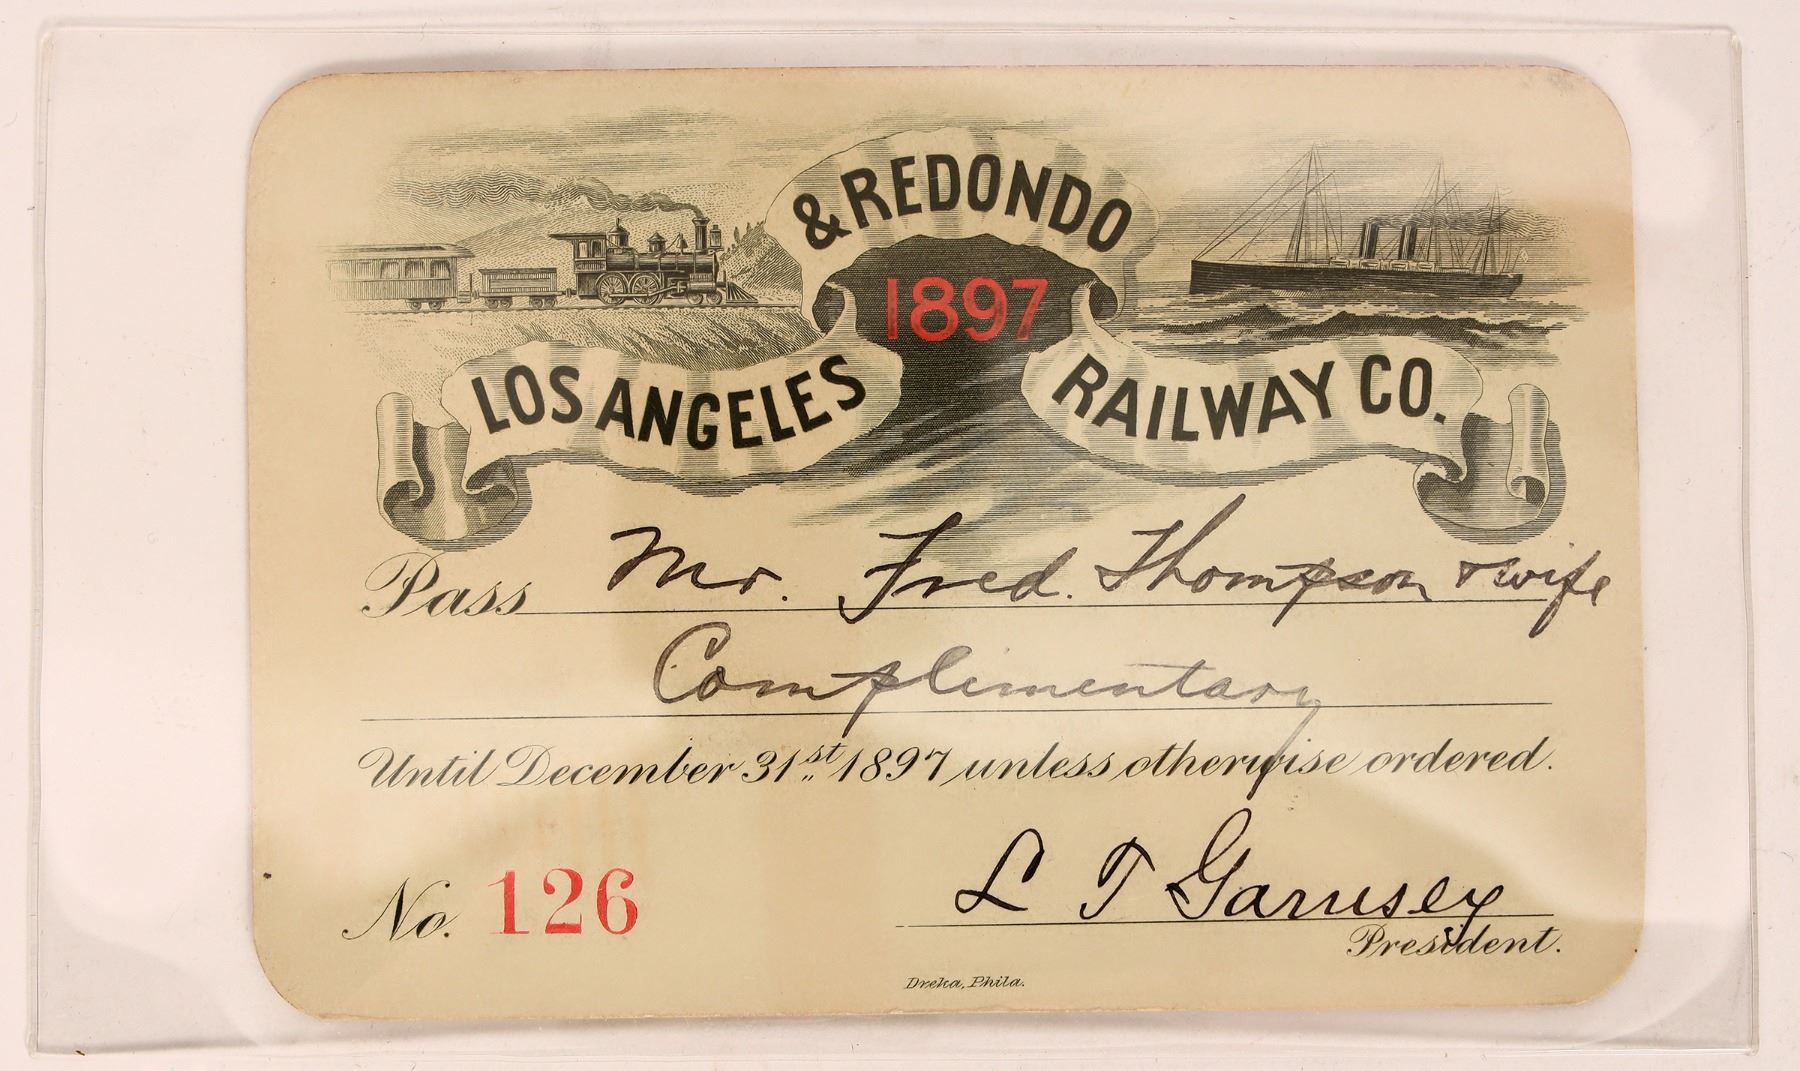 LOS ANGELES & REDONDO RAILWAY CO.
1897
Pass Mr. Fred. Thompson & wife
Complimentary
Until December 31st 1897 unless otherwise ordered.
No. 126
L T Garnsey
President.
Dreka, Phila.